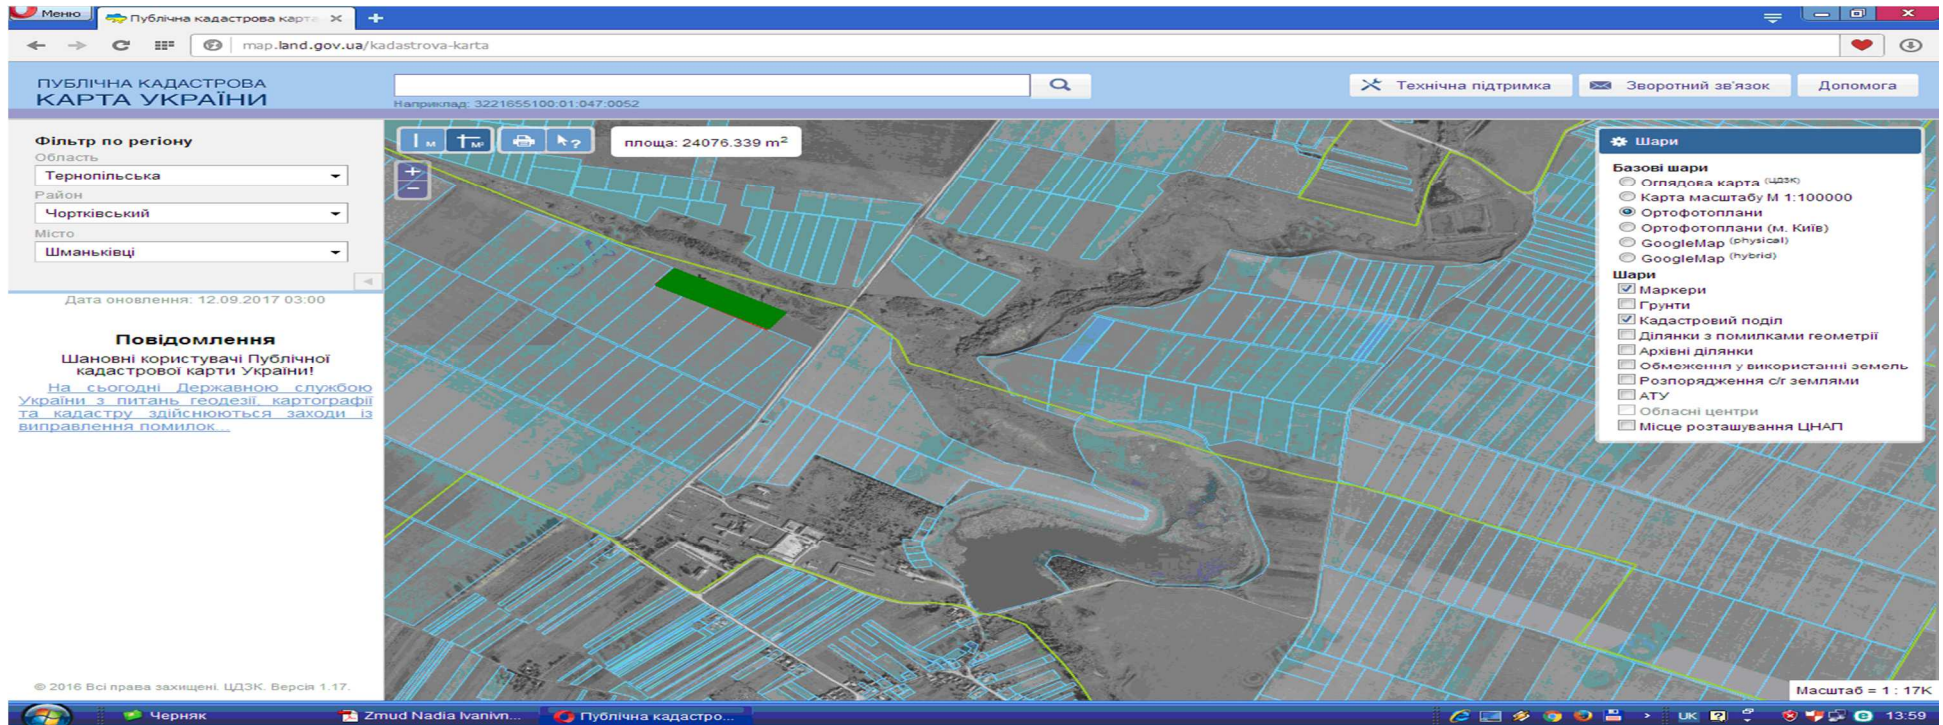 Меню
Публічна кадастрова карта
map.land.gov.ua/kadastrova-karta
ПУБЛІЧНА КАДАСТРОВА
КАРТА УКРАЇНИ
Наприклад: 3221655100:01:047:0052
Технічна підтримка
Зворотний зв'язок
Допомога
Фільтр по регіону
Область
Тернопільська
Район
Чортківський
Місто
Шманьківці
Дата оновлення: 12.09.2017 03:00
Повідомлення
Шановні користувачі Публічної
кадастрової карти України!
На сьогодні Державною службою
України з питань геодезії, картографії
та кадастру здійснюються заходи із
виправлення помилок...
© 2016 Всі права захищені. ЦДЗК. Версія 1.17.
м
м²
площа: 24076.339 m²
Шари
Базові шари
Оглядова карта (ЦДЗК)
Карта масштабу М 1:100000
Ортофотоплани
Ортофотоплани (м. Київ)
GoogleMap (physical)
GoogleMap (hybrid)
Шари
Маркери
Грунти
Кадастровий поділ
Ділянки з помилками геометрії
Архівні ділянки
Обмеження у використанні земель
Розпорядження с/г землями
АТУ
Обласні центри
Місце розташування ЦНАП
Масштаб = 1 : 17K
Черняк
Zmud Nadia Ivanivn...
Публічна кадастро...
UK
13:59